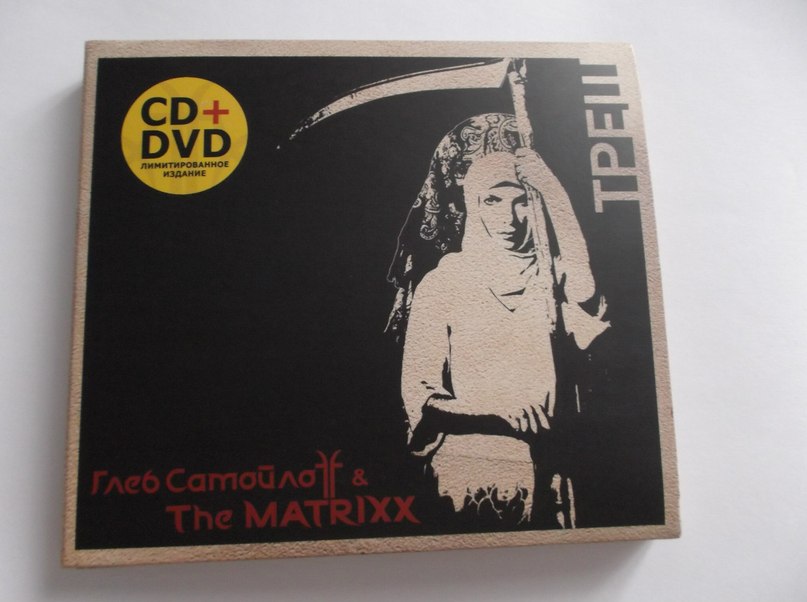 CD+
DVD
ЛИМИТИРОВАННОЕ
ИЗДАНИЕ
ТРЕШ
Глеб Самойлоff &
The MATRIXX